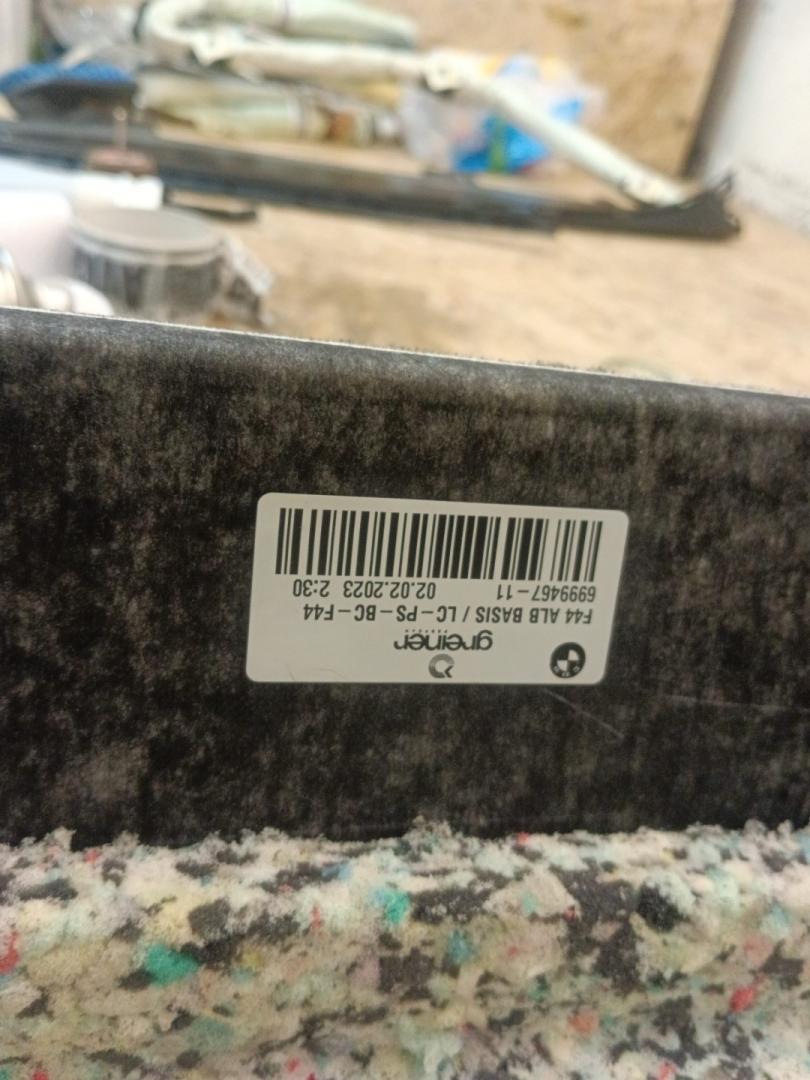 greiner
F44 ALB BASIS / LC-PS-BC-F44
6999467-11 02.02.2023 2:30